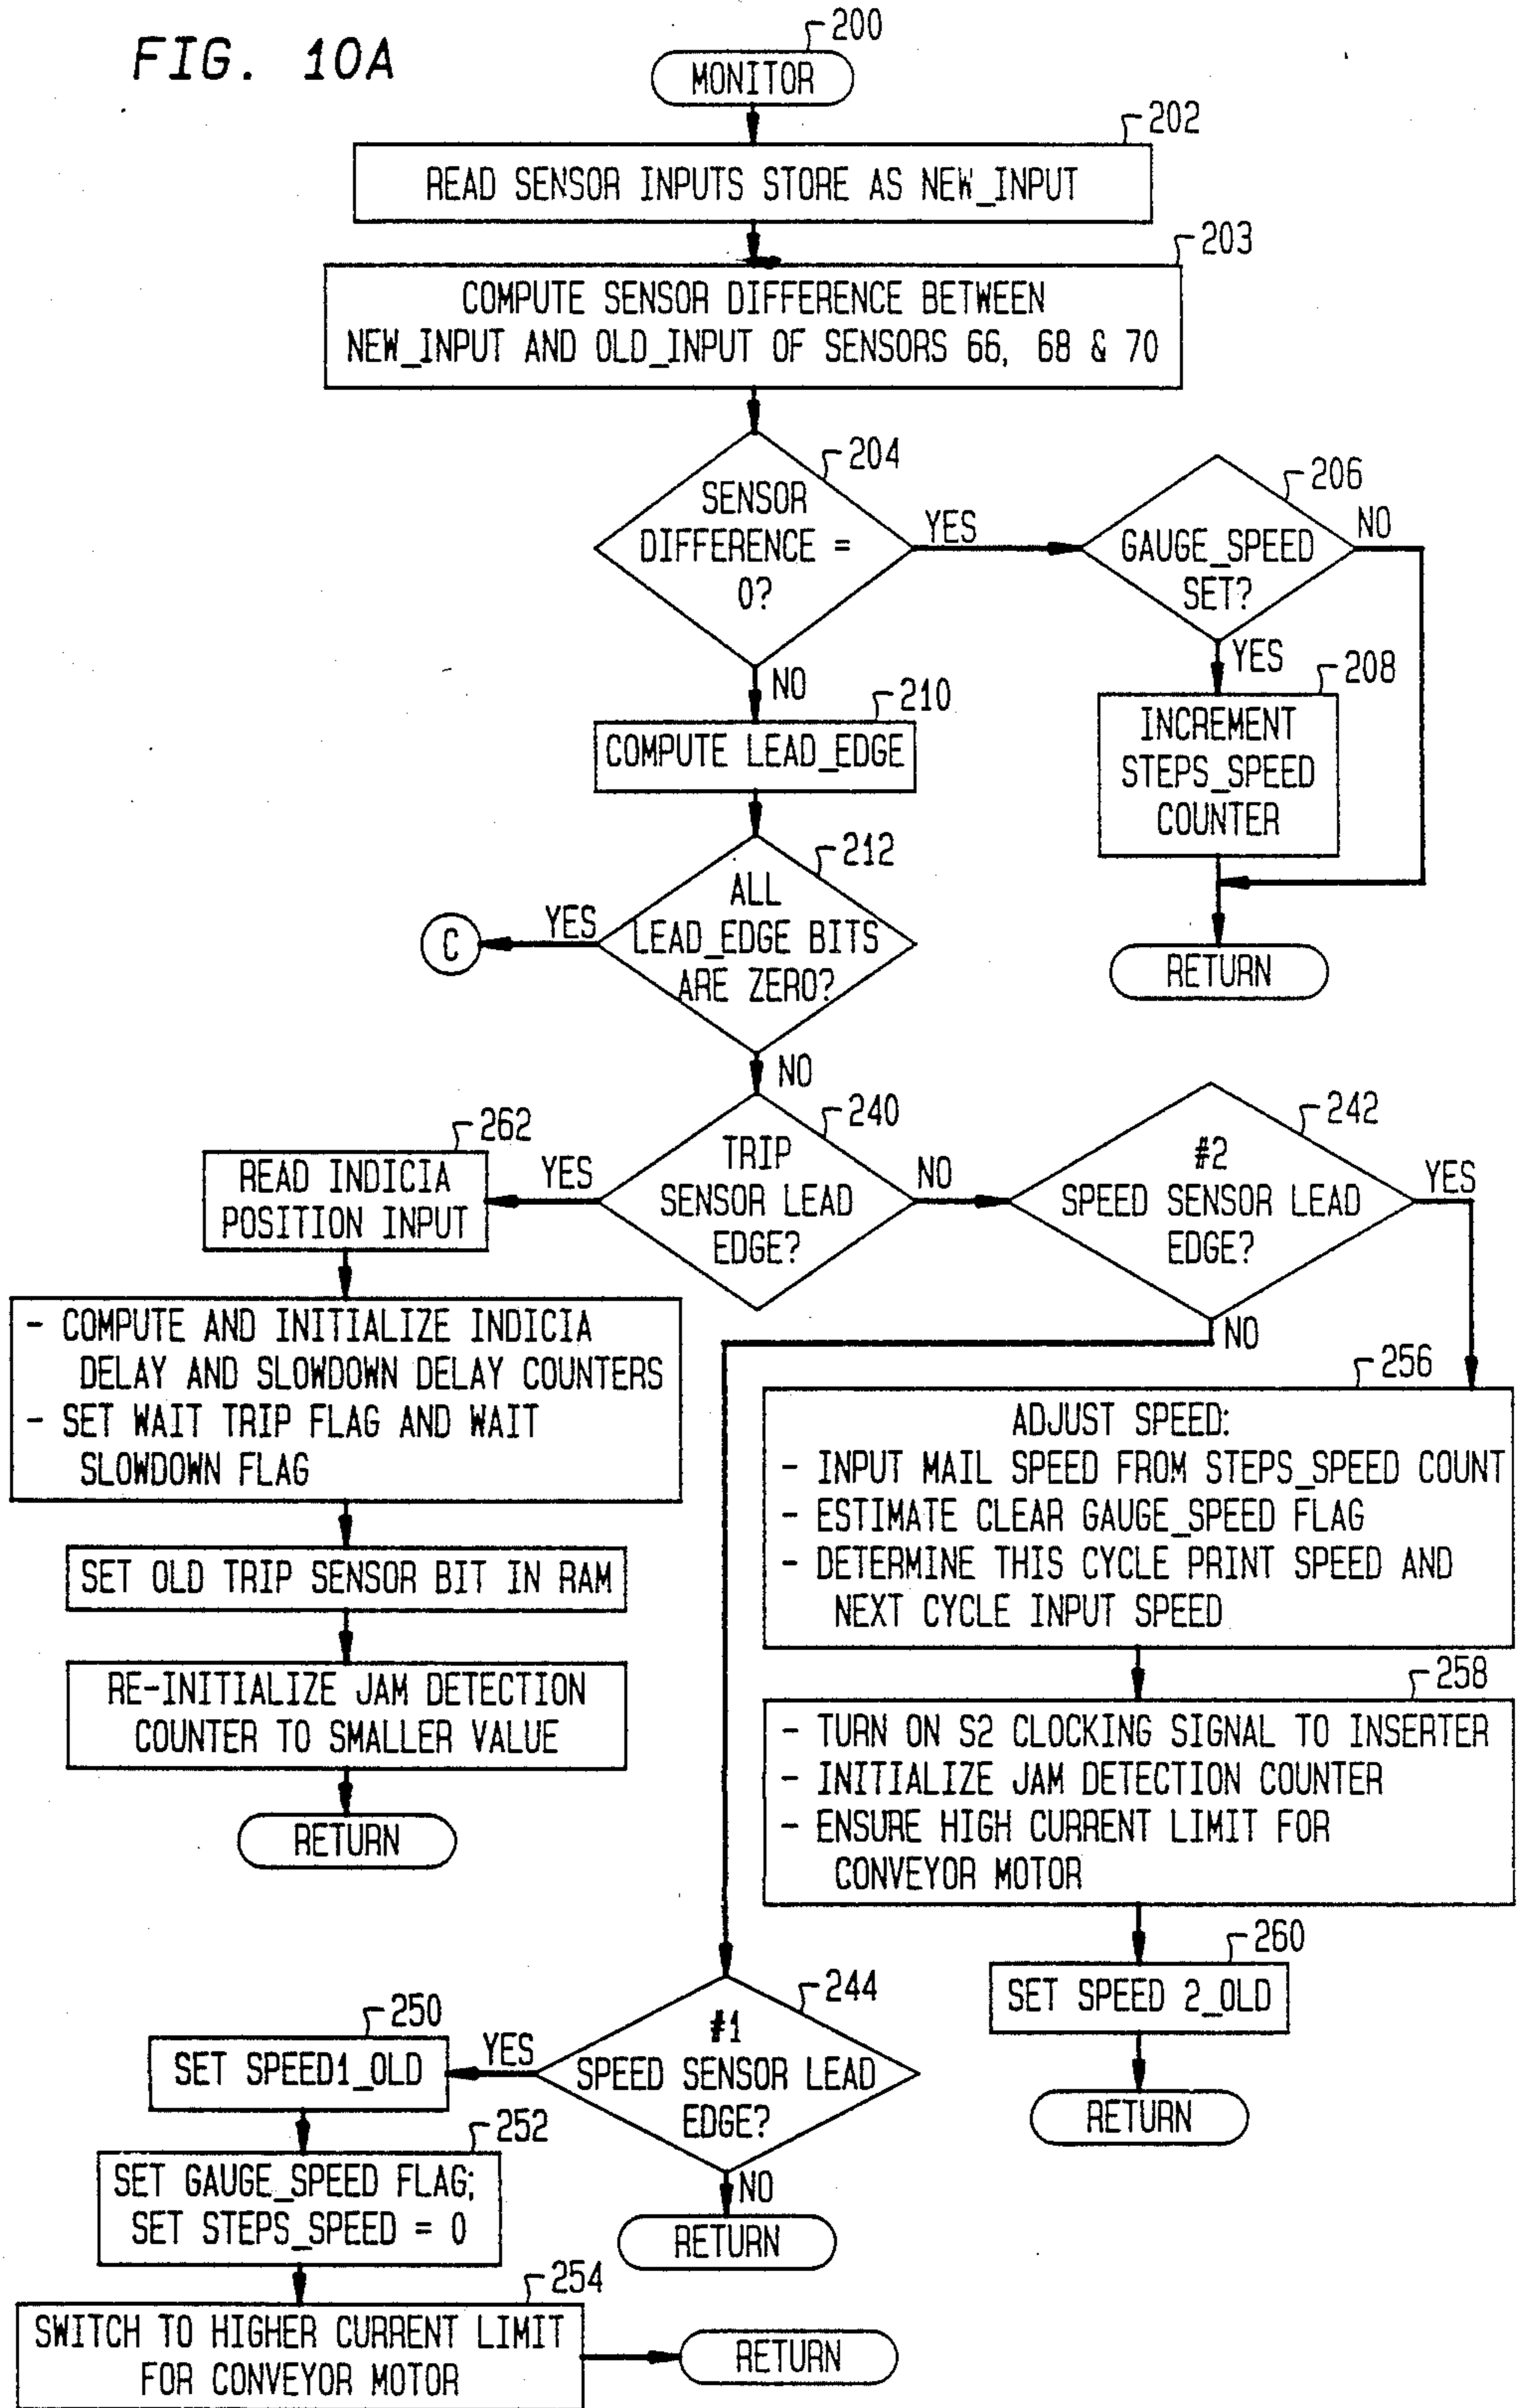 FIG. 10A
200
MONITOR
202
READ SENSOR INPUTS STORE AS NEW_INPUT
203
COMPUTE SENSOR DIFFERENCE BETWEEN
NEW_INPUT AND OLD_INPUT OF SENSORS 66, 68 & 70
204
SENSOR
DIFFERENCE =
0?
YES
NO
206
GAUGE_SPEED
SET?
NO
YES
208
INCREMENT
STEPS_SPEED
COUNTER
RETURN
210
COMPUTE LEAD_EDGE
212
ALL
LEAD_EDGE BITS
ARE ZERO?
YES
C
NO
240
TRIP
SENSOR LEAD
EDGE?
YES
NO
242
#2
SPEED SENSOR LEAD
EDGE?
YES
NO
262
READ INDICIA
POSITION INPUT
- COMPUTE AND INITIALIZE INDICIA
DELAY AND SLOWDOWN DELAY COUNTERS
- SET WAIT TRIP FLAG AND WAIT
SLOWDOWN FLAG
SET OLD TRIP SENSOR BIT IN RAM
RE-INITIALIZE JAM DETECTION
COUNTER TO SMALLER VALUE
RETURN
256
ADJUST SPEED:
- INPUT MAIL SPEED FROM STEPS_SPEED COUNT
- ESTIMATE CLEAR GAUGE_SPEED FLAG
- DETERMINE THIS CYCLE PRINT SPEED AND
NEXT CYCLE INPUT SPEED
258
- TURN ON S2 CLOCKING SIGNAL TO INSERTER
- INITIALIZE JAM DETECTION COUNTER
- ENSURE HIGH CURRENT LIMIT FOR
CONVEYOR MOTOR
260
SET SPEED 2_OLD
RETURN
244
#1
SPEED SENSOR LEAD
EDGE?
YES
NO
RETURN
250
SET SPEED1_OLD
252
SET GAUGE_SPEED FLAG;
SET STEPS_SPEED = 0
254
SWITCH TO HIGHER CURRENT LIMIT
FOR CONVEYOR MOTOR
RETURN